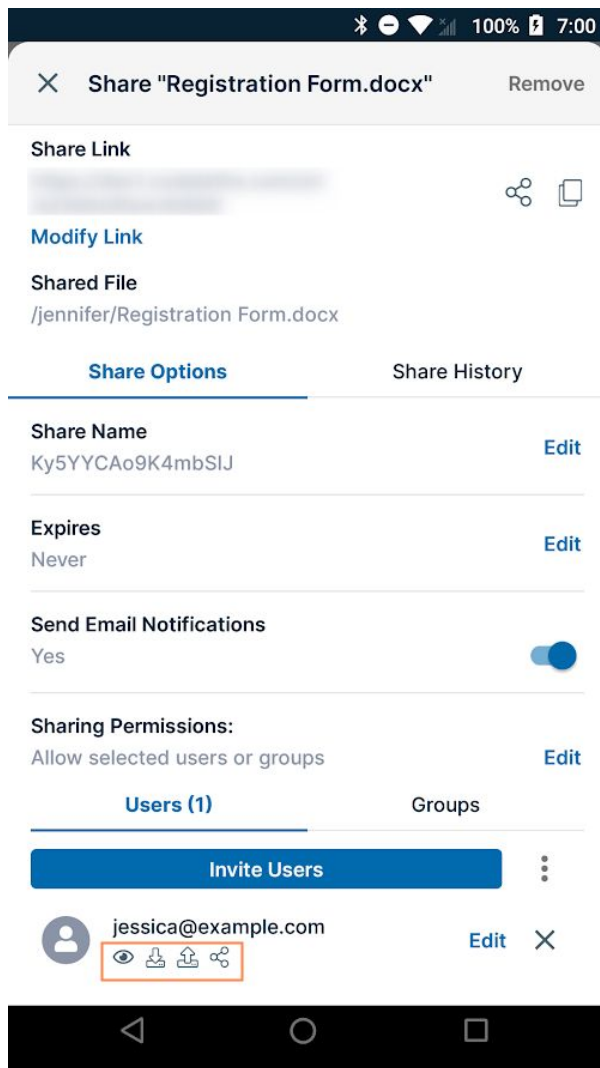 100% 7:00
Share "Registration Form.docx" Remove
Share Link
Modify Link
Shared File
/jennifer/Registration Form.docx
Share Options Share History
Share Name
Ky5YYCAo9K4mbSIJ Edit
Expires
Never Edit
Send Email Notifications
Yes
Sharing Permissions:
Allow selected users or groups Edit
Users (1) Groups
Invite Users
jessica@example.com
Edit